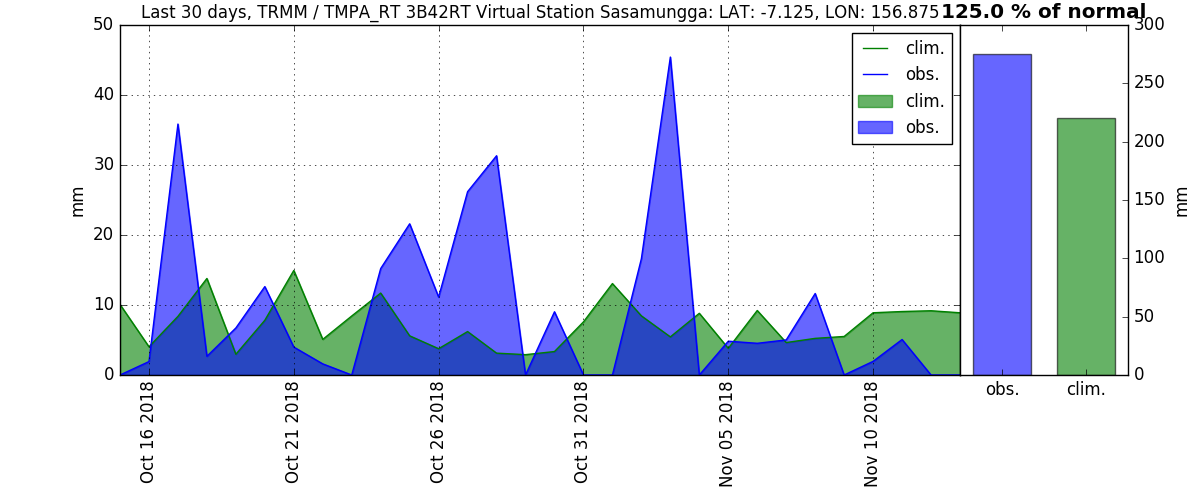 Last 30 days, TRMM / TMPA_RT 3B42RT Virtual Station Sasamungga: LAT: -7.125, LON: 156.875
125.0 % of normal
50
40
30
20
10
0
mm
clim.
obs.
clim.
obs.
Oct 16 2018
Oct 21 2018
Oct 26 2018
Oct 31 2018
Nov 05 2018
Nov 10 2018
300
250
200
150
100
50
0
mm
obs.
clim.